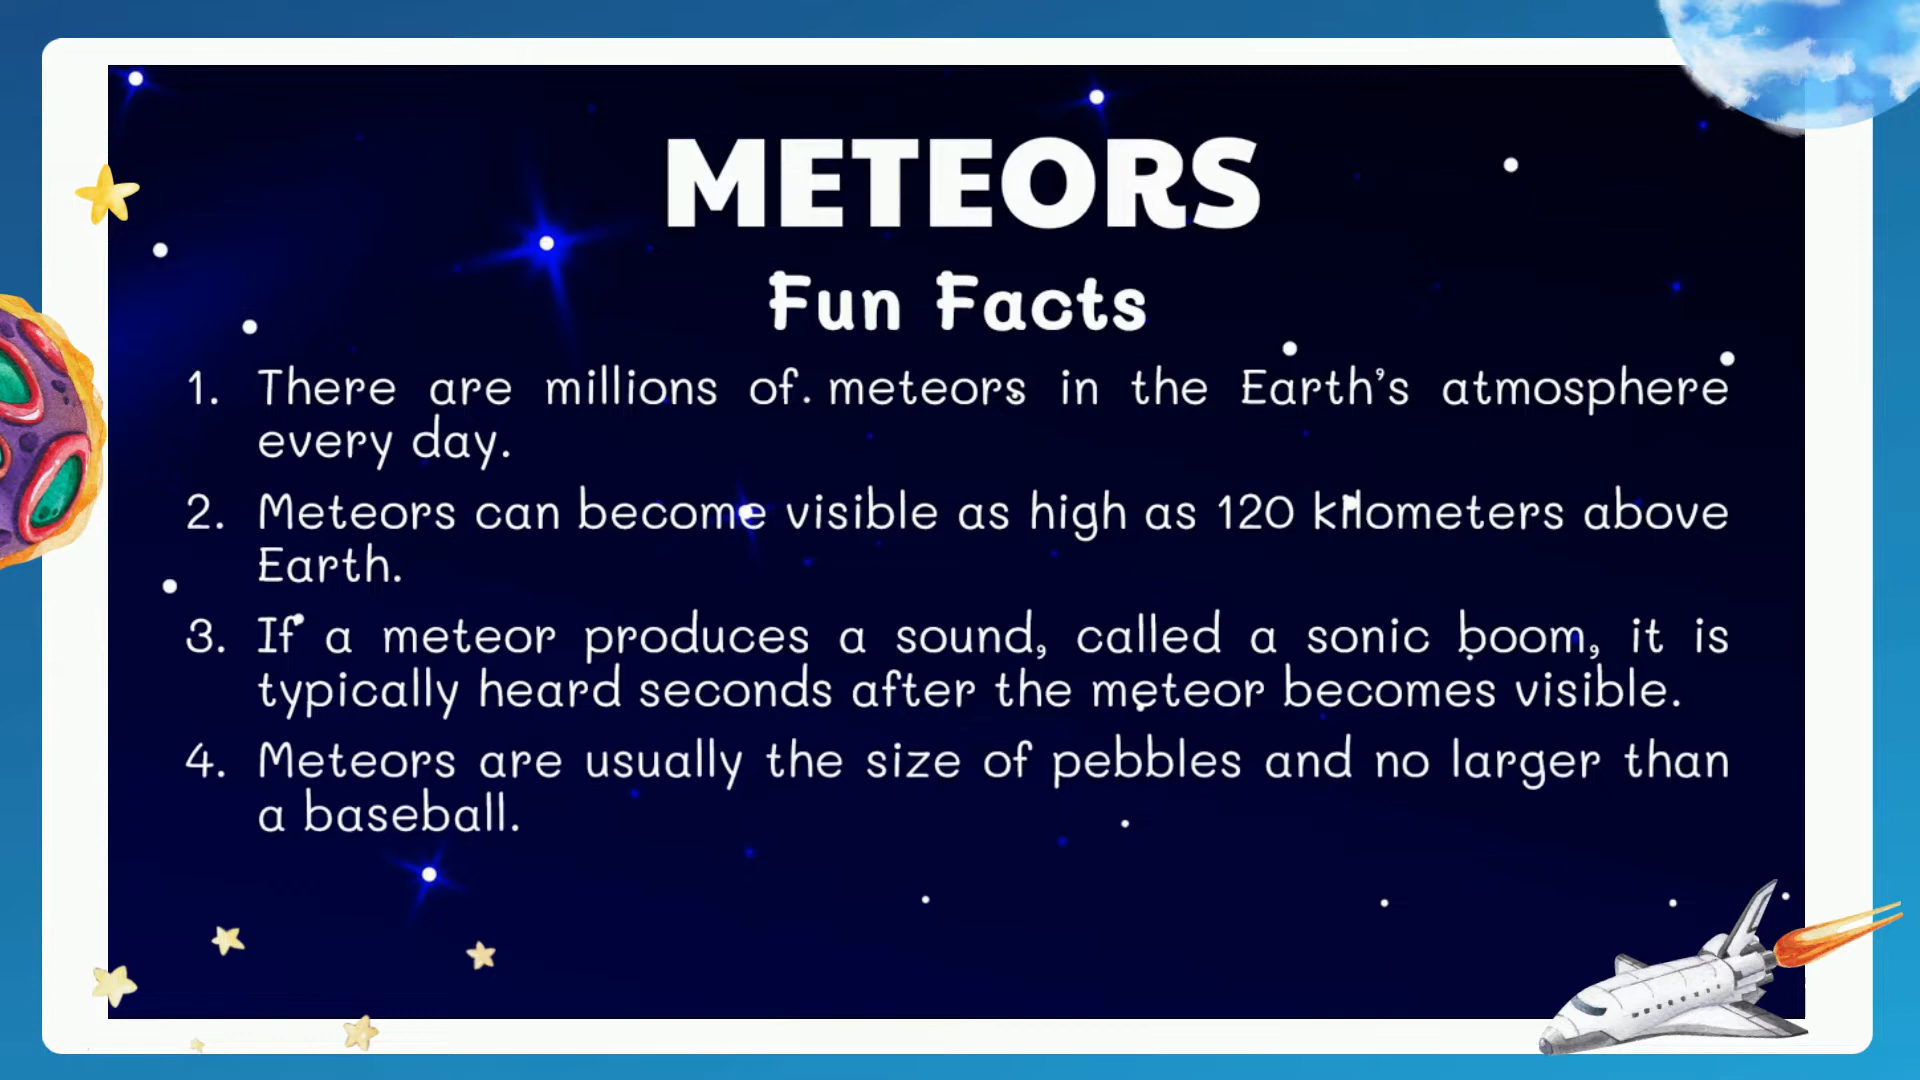 METEORS
Fun Facts
1. There are millions of meteors in the Earth's atmosphere
every day.
2. Meteors can become visible as high as 120 kilometers above
Earth.
3. If a meteor produces a sound, called a sonic boom, it is
typically heard seconds after the meteor becomes visible.
4. Meteors are usually the size of pebbles and no larger than
a baseball.